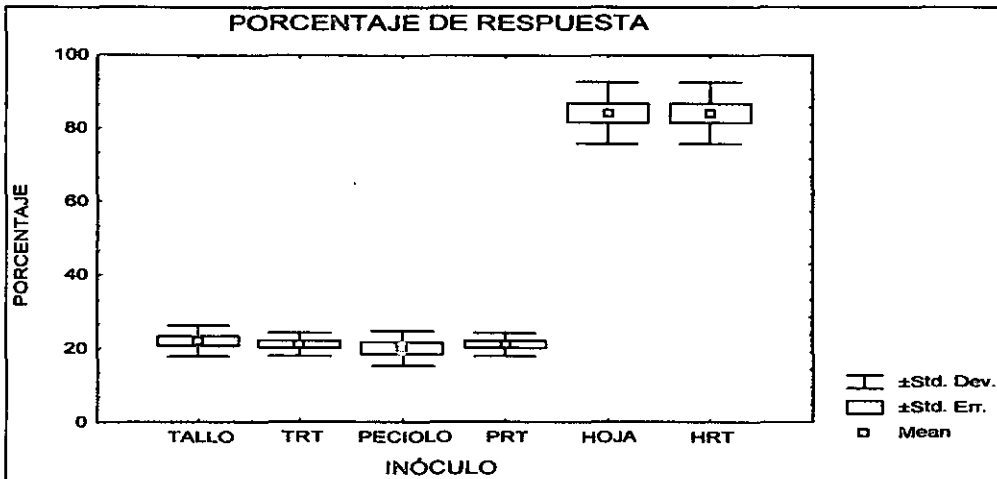 PORCENTAJE DE RESPUESTA
100
80
60
40
20
0
PORCENTAJE
TALLO TRT PECIOLO PRT HOJA HRT
INÓCULO
±Std. Dev.
±Std. Err.
Mean